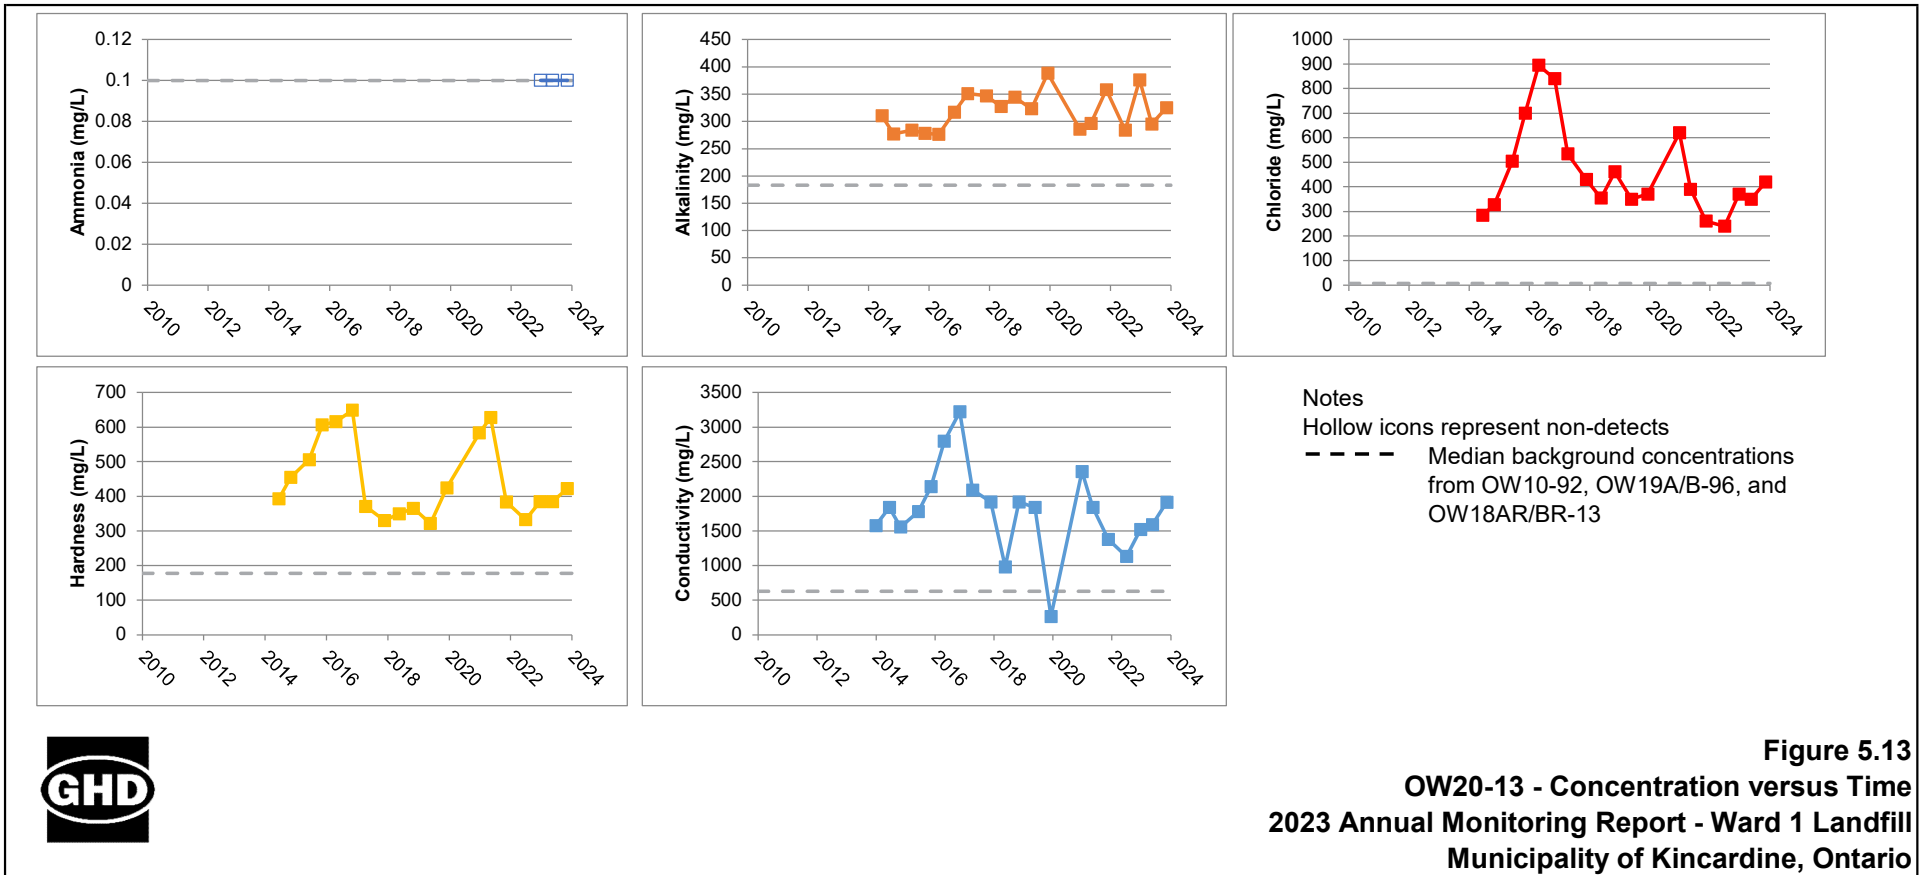 0.12
0.1
0.08
0.06
0.04
0.02
0
Ammonia (mg/L)
2010 2012 2014 2016 2018 2020 2022 2024
450
400
350
300
250
200
150
100
50
0
Alkalinity (mg/L)
2010 2012 2014 2016 2018 2020 2022 2024
1000
900
800
700
600
500
400
300
200
100
0
Chloride (mg/L)
2010 2012 2014 2016 2018 2020 2022 2024
700
600
500
400
300
200
100
0
Hardness (mg/L)
2010 2012 2014 2016 2018 2020 2022 2024
3500
3000
2500
2000
1500
1000
500
0
Conductivity (mg/L)
2010 2012 2014 2016 2018 2020 2022 2024
Notes
Hollow icons represent non-detects
Median background concentrations
from OW10-92, OW19A/B-96, and
OW18AR/BR-13
GHD
Figure 5.13
OW20-13 - Concentration versus Time
2023 Annual Monitoring Report - Ward 1 Landfill
Municipality of Kincardine, Ontario